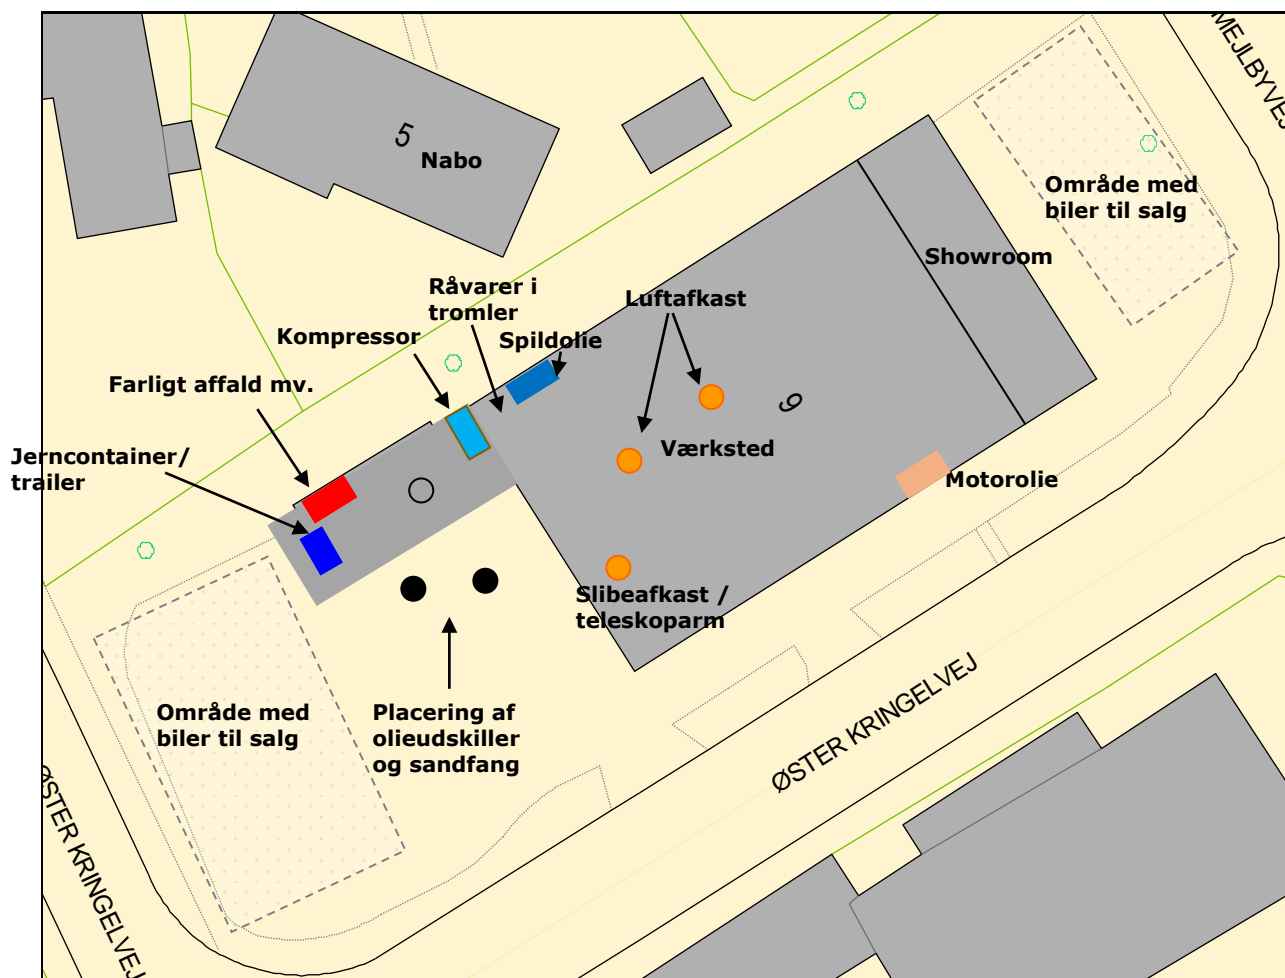 MEJLBYVEJ
5
Nabo
Område med
biler til salg
Showroom
Råvarer i
tromler
Luftafkast
Kompressor
Spildolie
Farligt affald mv.
9
Værksted
Jerncontainer/
trailer
Motorolie
Slibeafkast /
teleskoparm
Område med
biler til salg
Placering af
olieudskiller
og sandfang
ØSTER KRINGELVEJ
ØSTER KRINGELVEJ